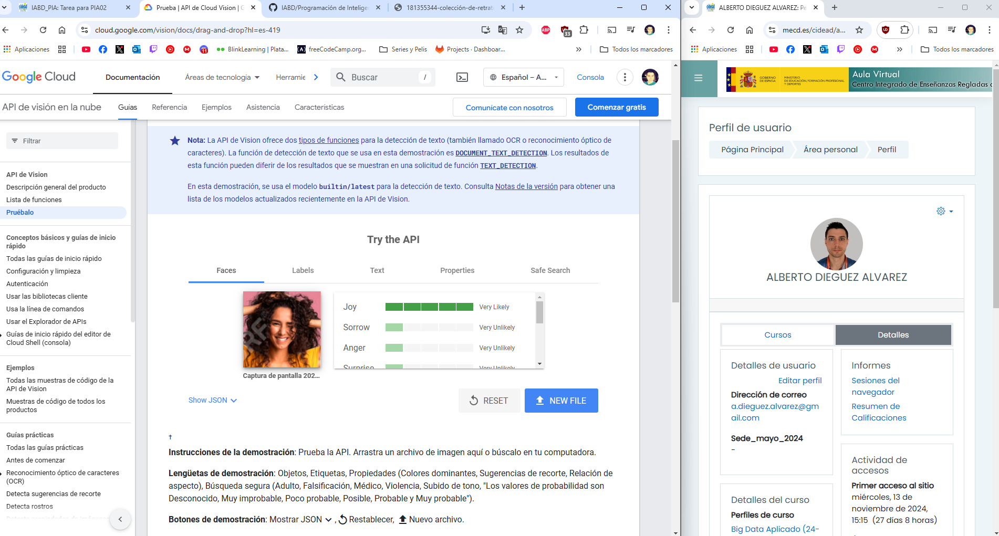 IABD_PIA: Tarea para PIA02
Prueba | API de Cloud Vision | G
IABD/Programación de Inteligen
181355344-colección-de-retrat
cloud.google.com/vision/docs/drag-and-drop?hl=es-419
ABP
33
Aplicaciones
11
BlinkLearning | Plata...
freeCodeCamp.org...
Series y Pelis
Projects · Dashboar...
Todos los marcadores
Google Cloud
Documentación
Áreas de tecnología
Herramie
Buscar
/
Español – A...
Consola
API de visión en la nube
Guías
Referencia
Ejemplos
Asistencia
Características
Comunícate con nosotros
Comenzar gratis
Filtrar
API de Vision
Descripción general del producto
Lista de funciones
Pruébalo
Conceptos básicos y guías de inicio
rápido
Todas las guías de inicio rápido
Configuración y limpieza
Autenticación
Usar las bibliotecas cliente
Usa la línea de comandos
Usar el Explorador de APIs
Guías de inicio rápido del editor de
Cloud Shell (consola)
Ejemplos
Todas las muestras de código de la
API de Vision
Muestras de código de todos los
productos
Guías prácticas
Todas las guías prácticas
Antes de comenzar
Reconocimiento óptico de caracteres
(OCR)
Detecta sugerencias de recorte
Detecta rostros
Nota: La API de Vision ofrece dos tipos de funciones para la detección de texto (también llamado OCR o reconocimiento óptico de
caracteres). La función de detección de texto que se usa en esta demostración es DOCUMENT_TEXT_DETECTION. Los resultados de
esta función pueden diferir de los resultados que se muestran en una solicitud de función TEXT_DETECTION.
En esta demostración, se usa el modelo builtin/latest para la detección de texto. Consulta Notas de la versión para obtener una
lista de los modelos actualizados recientemente en la API de Vision.
Try the API
Faces
Labels
Text
Properties
Safe Search
Joy
Very Likely
Sorrow
Very Unlikely
Anger
Very Unlikely
Surprise
Very Unlikely
Captura de pantalla 202...
Show JSON
RESET
NEW FILE
†
Instrucciones de la demostración: Prueba la API. Arrastra un archivo de imagen aquí o búscalo en tu computadora.
Lengüetas de demostración: Objetos, Etiquetas, Propiedades (Colores dominantes, Sugerencias de recorte, Relación de
aspecto), Búsqueda segura (Adulto, Falsificación, Médico, Violencia, Subido de tono, "Los valores de probabilidad son
Desconocido, Muy improbable, Poco probable, Posible, Probable y Muy probable").
Botones de demostración: Mostrar JSON , Restablecer, Nuevo archivo.
ALBERTO DIEGUEZ ALVAREZ: Pe
mecd.es/cidead/a...
Aplicaciones
Todos los marcadores
GOBIERNO
DE ESPAÑA
MINISTERIO
DE EDUCACIÓN, FORMACIÓN PROFESIONAL
Y DEPORTES
Aula Virtual
Centro Integrado de Enseñanzas Regladas a
Perfil de usuario
Página Principal
Área personal
Perfil
ALBERTO DIEGUEZ ALVAREZ
Cursos
Detalles
Detalles de usuario
Editar perfil
Dirección de correo
a.dieguez.alvarez@gm
ail.com
Sede_mayo_2024
-
Detalles del curso
Perfiles de curso
Big Data Aplicado (24-
Informes
Sesiones del
navegador
Resumen de
Calificaciones
Actividad de
accesos
Primer acceso al sitio
miércoles, 13 de
noviembre de 2024,
15:15 (27 días 8 horas)